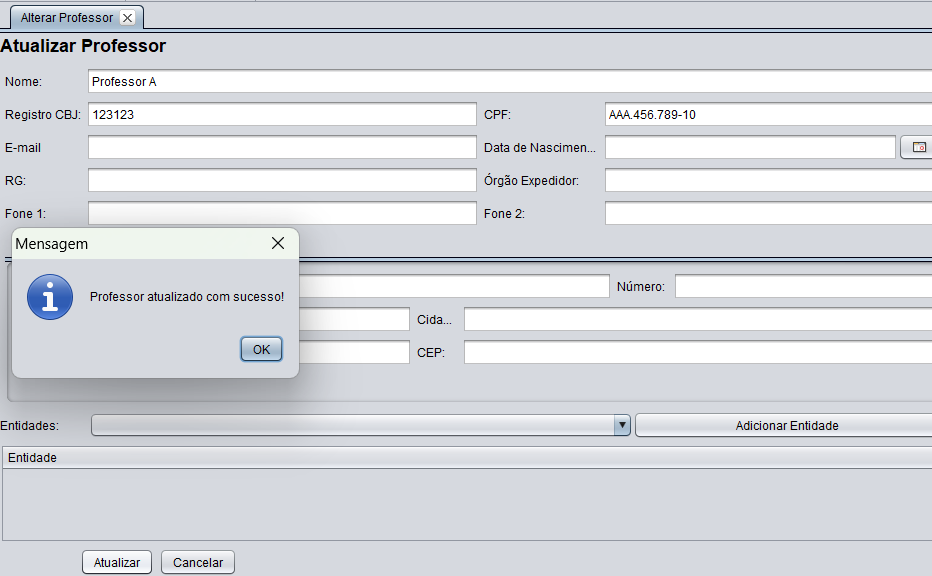 Alterar Professor
Atualizar Professor
Nome: Professor A
Registro CBJ: 123123 CPF: AAA.456.789-10
E-mail Data de Nascimen...
RG: Órgão Expedidor:
Fone 1: Fone 2:
Mensagem
Professor atualizado com sucesso!
OK
Número:
Cida...
CEP:
Entidades: Adicionar Entidade
Entidade
Atualizar Cancelar